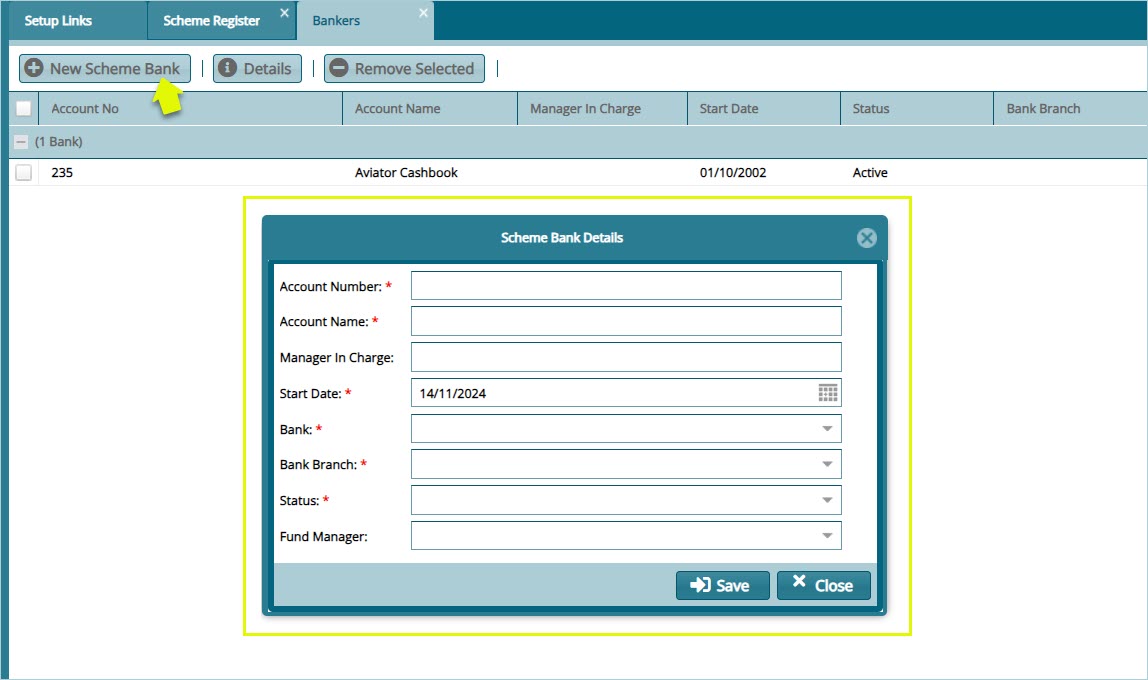 Setup Links Scheme Register Bankers
New Scheme Bank Details Remove Selected
Account No Account Name Manager In Charge Start Date Status Bank Branch
(1 Bank)
235 Aviator Cashbook 01/10/2002 Active
Scheme Bank Details
Account Number: *
Account Name: *
Manager In Charge:
Start Date: * 14/11/2024
Bank: *
Bank Branch: *
Status: *
Fund Manager:
Save Close